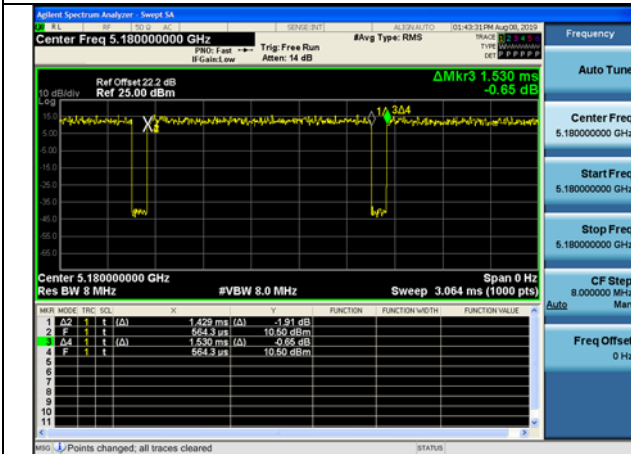 Agilent Spectrum Analyzer - Swept SA
RL RF 50 Ω AC SENSE:INT ALIGN AUTO 01:43:31 PM Aug 08, 2019
Center Freq 5.180000000 GHz #Avg Type: RMS TRACE 1 2 3 4 5 6
PNO: Fast Trig: Free Run TYPE
IFGain:Low Atten: 14 dB DET P P P P P P
Frequency
ΔMkr3 1.530 ms
-0.65 dB
Ref Offset 22.2 dB
10 dB/div Ref 25.00 dBm
Log
15.0
5.00
-5.00
-15.0
-25.0
-35.0
-45.0
-55.0
-65.0
X
1Δ 3Δ4
Center 5.180000000 GHz Span 0 Hz
Res BW 8 MHz #VBW 8.0 MHz Sweep 3.064 ms (1000 pts)
MKR MODE TRC SCL X Y FUNCTION FUNCTION WIDTH FUNCTION VALUE
1 Δ2 1 t (Δ) 1.429 ms (Δ) -1.91 dB
2 F 1 t 564.3 µs 10.50 dBm
3 Δ4 1 t (Δ) 1.530 ms (Δ) -0.65 dB
4 F 1 t 564.3 µs 10.50 dBm
5
6
7
8
9
10
11
Auto Tune
Center Freq
5.180000000 GHz
Start Freq
5.180000000 GHz
Stop Freq
5.180000000 GHz
CF Step
8.000000 MHz
Auto Man
Freq Offset
0 Hz
MSG Points changed; all traces cleared STATUS